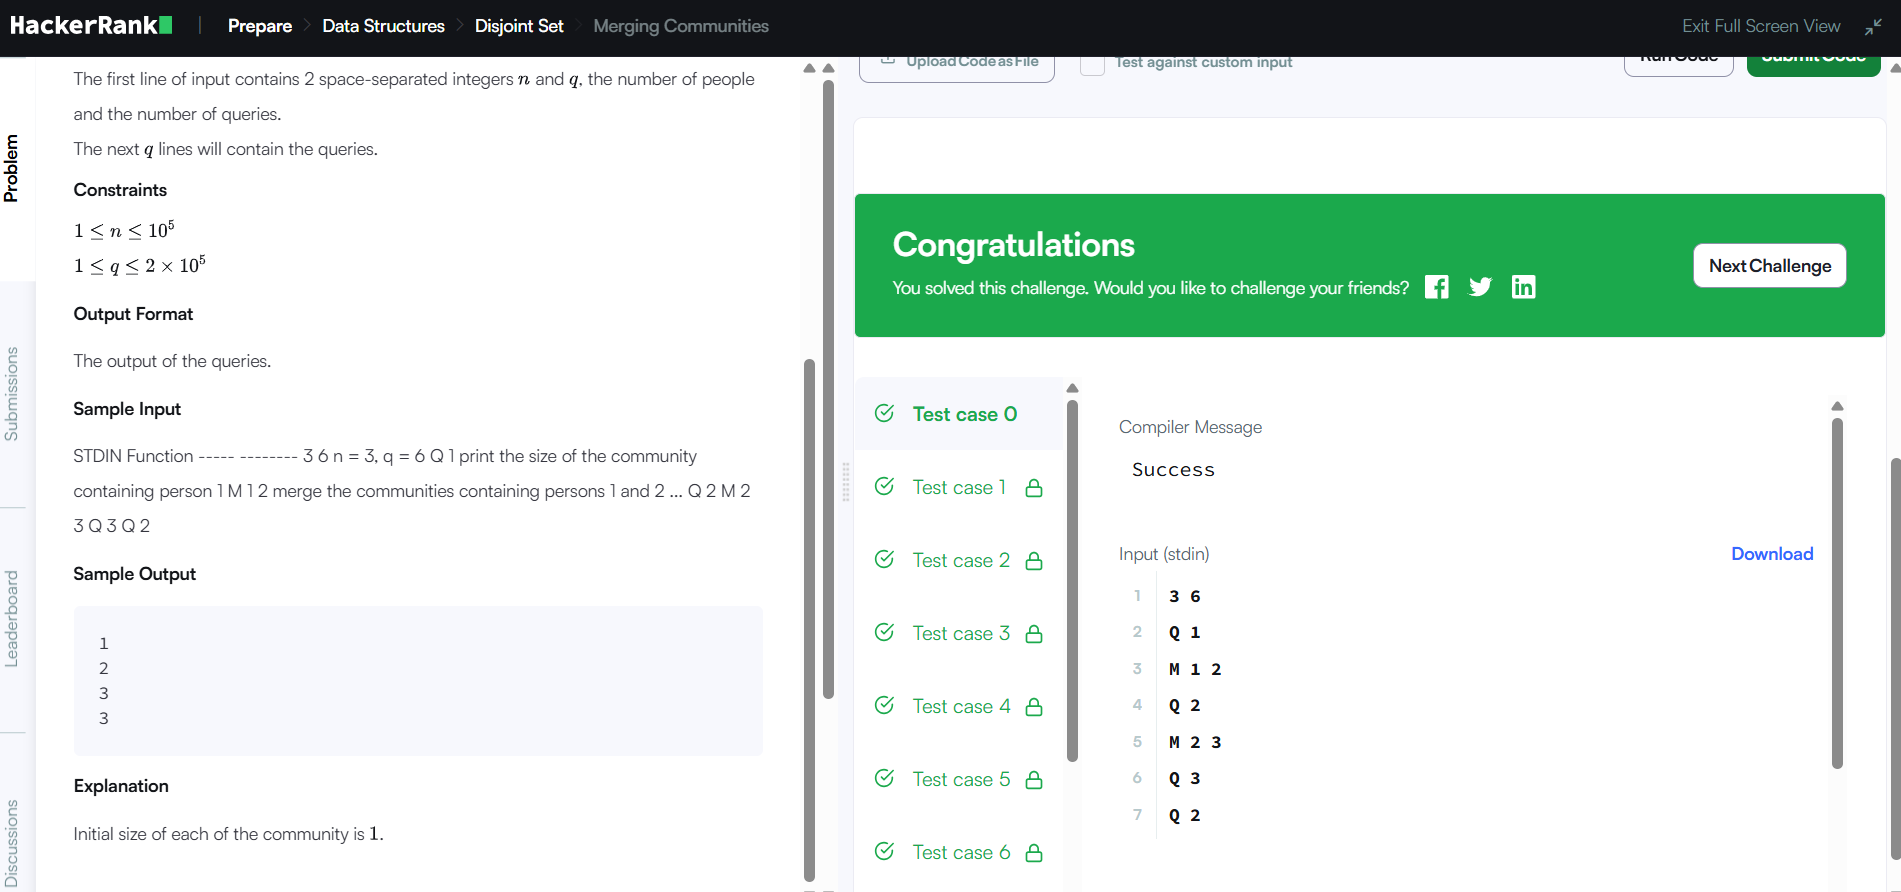 HackerRank
Prepare
Data Structures
Disjoint Set
Merging Communities
Exit Full Screen View
Problem
Submissions
Leaderboard
Discussions
The first line of input contains 2 space-separated integers n and q, the number of people
and the number of queries.
The next q lines will contain the queries.
Constraints
1 ≤ n ≤ 10⁵
1 ≤ q ≤ 2 × 10⁵
Output Format
The output of the queries.
Sample Input
STDIN Function ----- -------- 3 6 n = 3, q = 6 Q 1 print the size of the community
containing person 1 M 1 2 merge the communities containing persons 1 and 2 ... Q 2 M 2
3 Q 3 Q 2
Sample Output
1
2
3
3
Explanation
Initial size of each of the community is 1.
Upload Code as File
Test against custom input
Run Code
Submit Code
Congratulations
You solved this challenge. Would you like to challenge your friends?
Next Challenge
Test case 0
Test case 1
Test case 2
Test case 3
Test case 4
Test case 5
Test case 6
Compiler Message
Success
Input (stdin)
Download
1 3 6
2 Q 1
3 M 1 2
4 Q 2
5 M 2 3
6 Q 3
7 Q 2